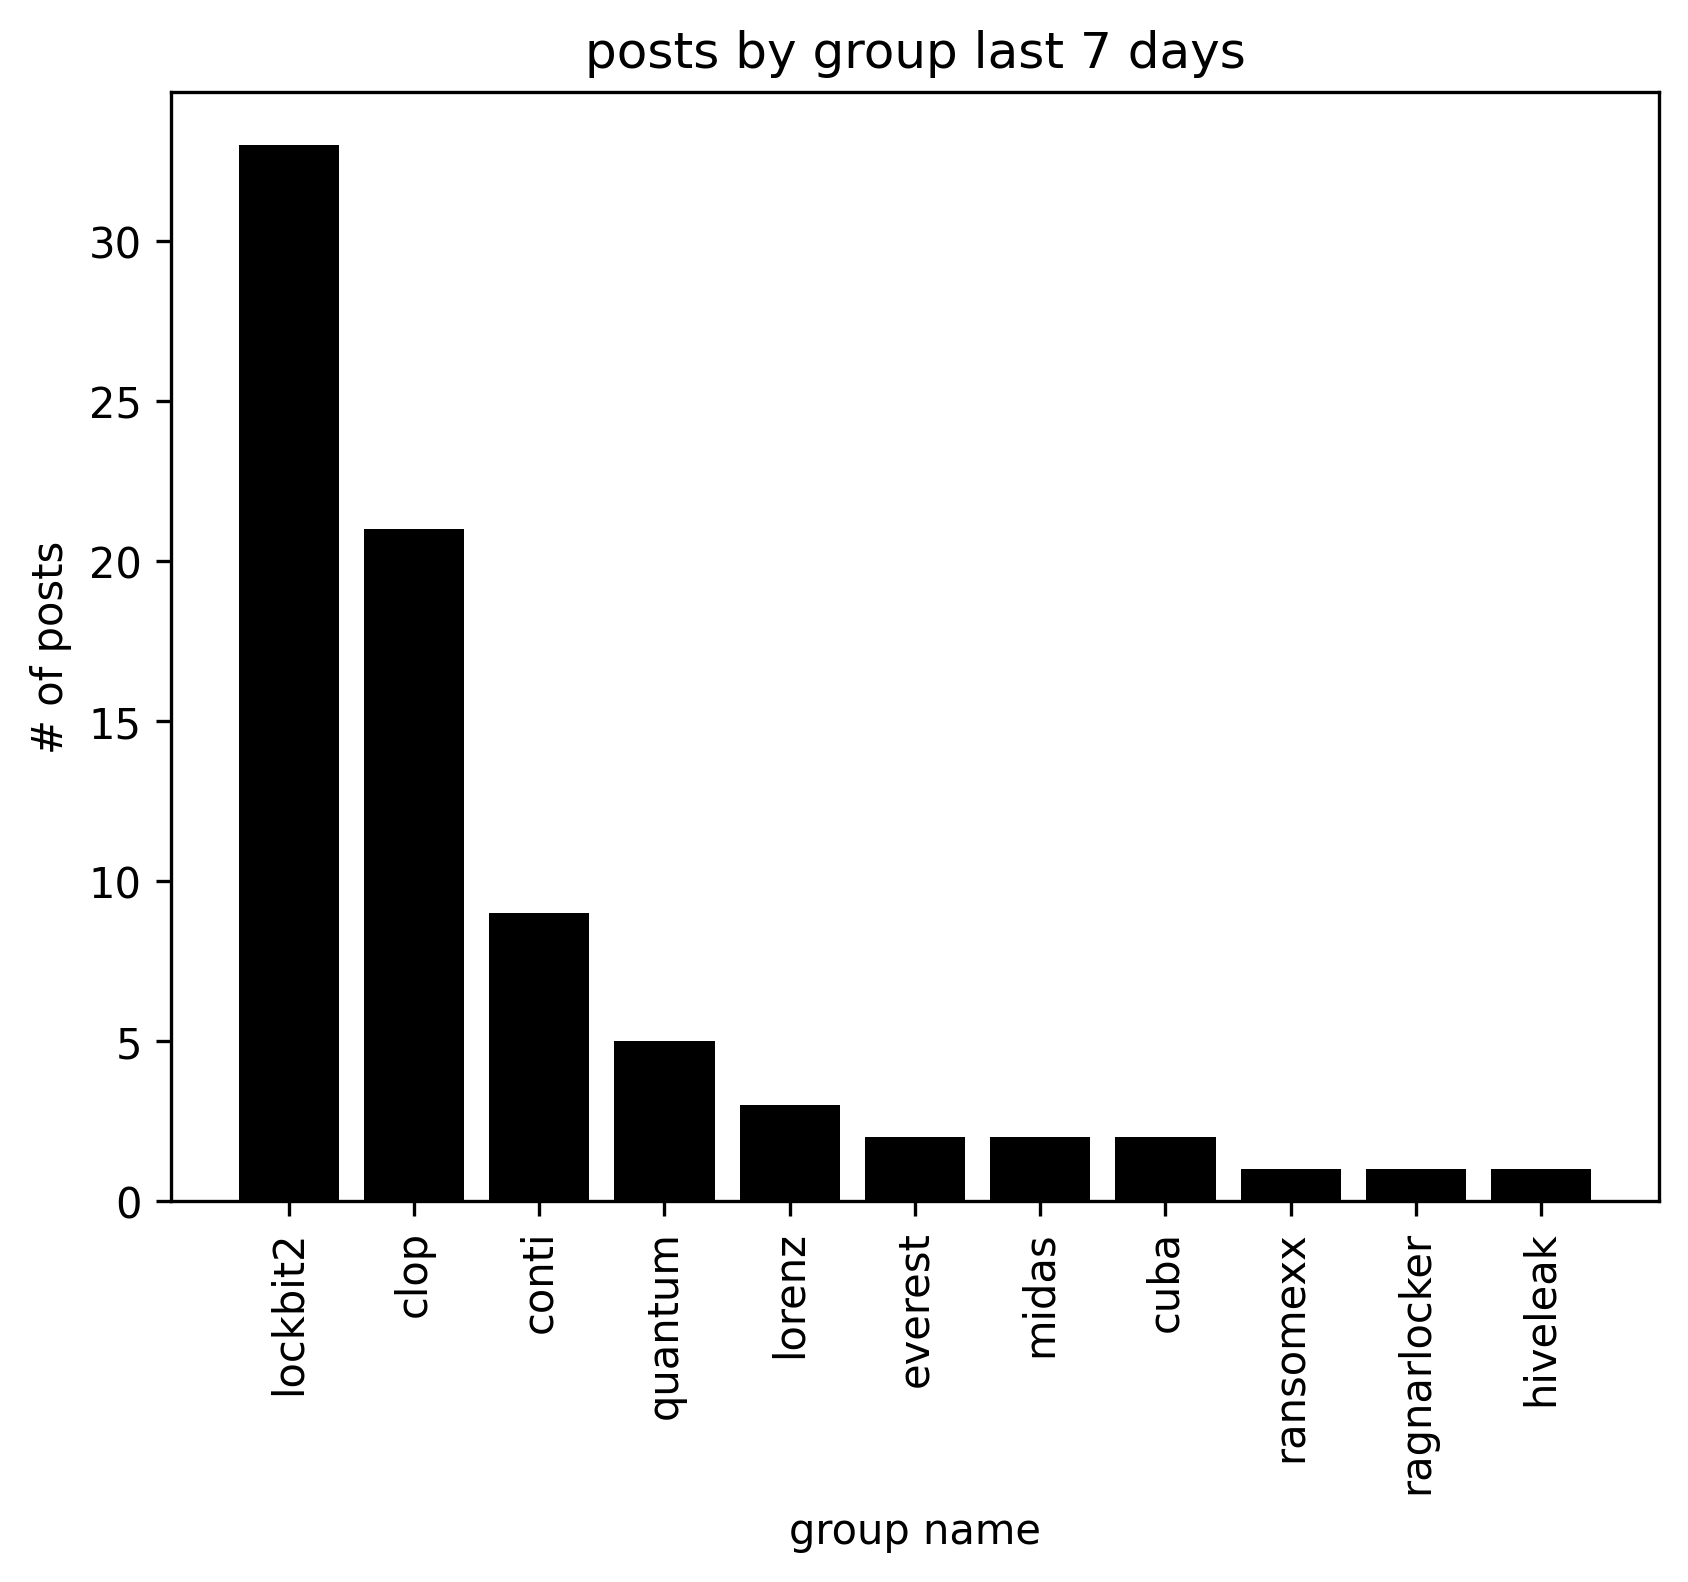 posts by group last 7 days
# of posts
30
25
20
15
10
5
0
lockbit2
clop
conti
quantum
lorenz
everest
midas
cuba
ransomexx
ragnarlocker
hiveleak
group name